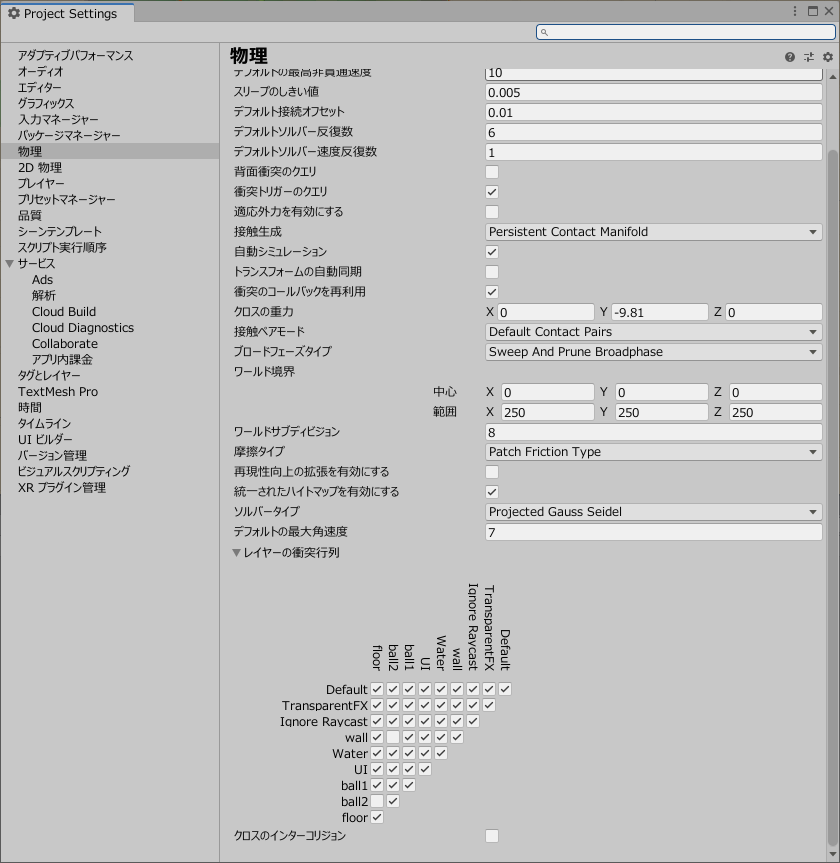 Project Settings
アダプティブパフォーマンス
オーディオ
エディター
グラフィックス
入力マネージャー
パッケージマネージャー
物理
2D 物理
プレイヤー
プリセットマネージャー
品質
シーンテンプレート
スクリプト実行順序
サービス
Ads
解析
Cloud Build
Cloud Diagnostics
Collaborate
アプリ内課金
タグとレイヤー
TextMesh Pro
時間
タイムライン
UI ビルダー
バージョン管理
ビジュアルスクリプティング
XR プラグイン管理
物理
デフォルトの最高非貫通速度 10
スリープのしきい値 0.005
デフォルト接続オフセット 0.01
デフォルトソルバー反復数 6
デフォルトソルバー速度反復数 1
背面衝突のクエリ
衝突トリガーのクエリ
適応外力を有効にする
接触生成 Persistent Contact Manifold
自動シミュレーション
トランスフォームの自動同期
衝突のコールバックを再利用
クロスの重力 X 0 Y -9.81 Z 0
接触ペアモード Default Contact Pairs
ブロードフェーズタイプ Sweep And Prune Broadphase
ワールド境界
中心 X 0 Y 0 Z 0
範囲 X 250 Y 250 Z 250
ワールドサブディビジョン 8
摩擦タイプ Patch Friction Type
再現性向上の拡張を有効にする
統一されたハイトマップを有効にする
ソルバータイプ Projected Gauss Seidel
デフォルトの最大角速度 7
レイヤーの衝突行列
floor ball2 ball1 UI Water wall Ignore Raycast TransparentFX Default
Default
TransparentFX
Ignore Raycast
wall
Water
UI
ball1
ball2
floor
クロスのインターコリジョン